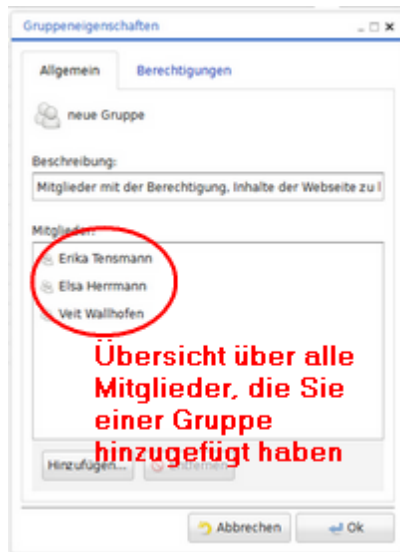 Gruppeneigenschaften
Allgemein Berechtigungen
neue Gruppe
Beschreibung:
Mitglieder mit der Berechtigung, Inhalte der Webseite zu
Mitglieder:
Erika Tensmann
Elsa Herrmann
Veit Wallhofen
Übersicht über alle
Mitglieder, die Sie
einer Gruppe
hinzugefügt haben
Hinzufügen... Entfernen
Abbrechen Ok